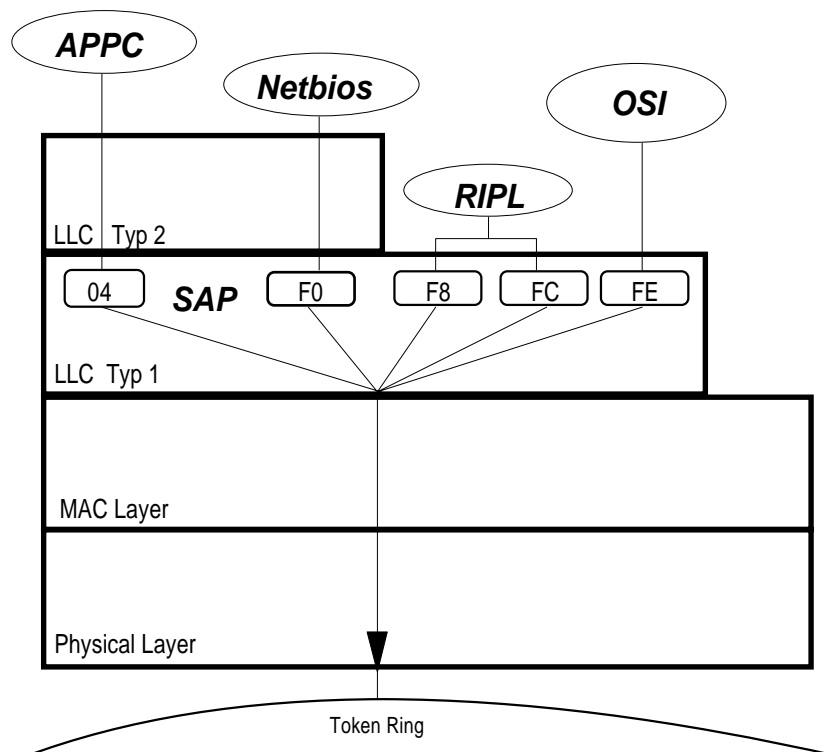 APPC
Netbios
OSI
RIPL
LLC Typ 2
04
SAP
F0
F8
FC
FE
LLC Typ 1
MAC Layer
Physical Layer
Token Ring